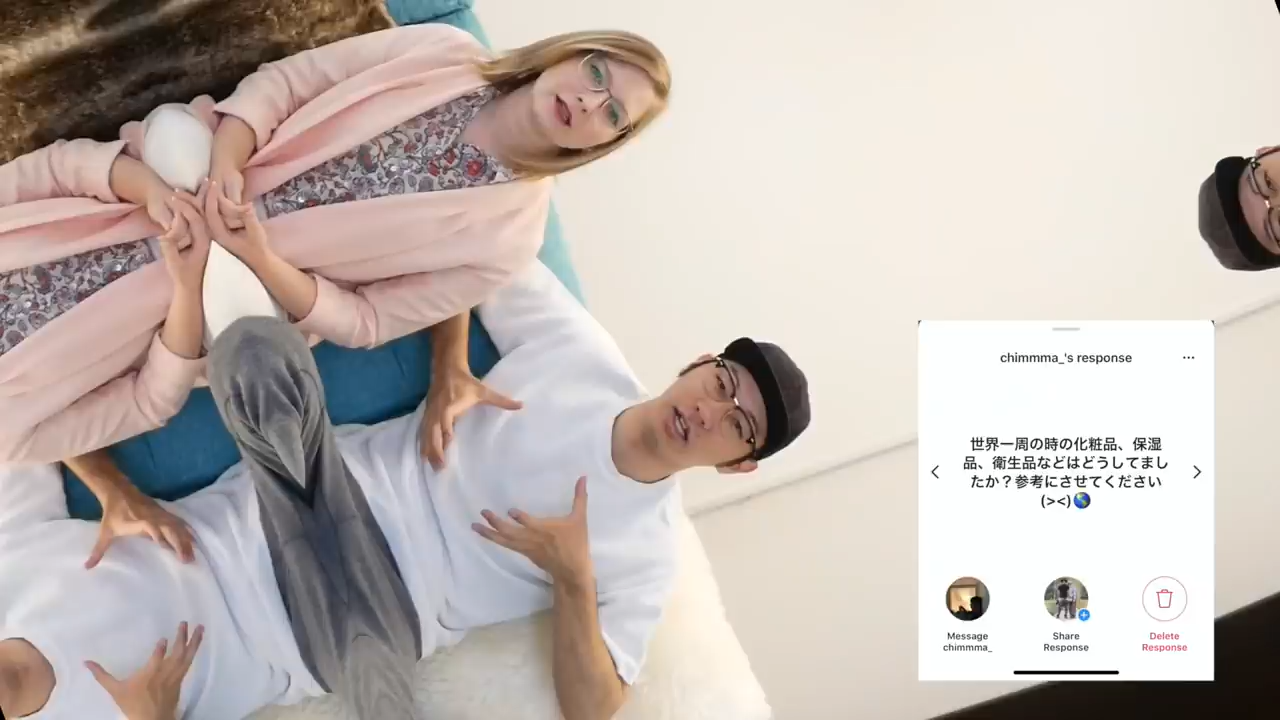 chimmma_'s response
世界一周の時の化粧品、保湿
品、衛生品などはどうしてまし
たか？参考にさせてください
(><)🌎
Message
chimmma_
Share
Response
Delete
Response